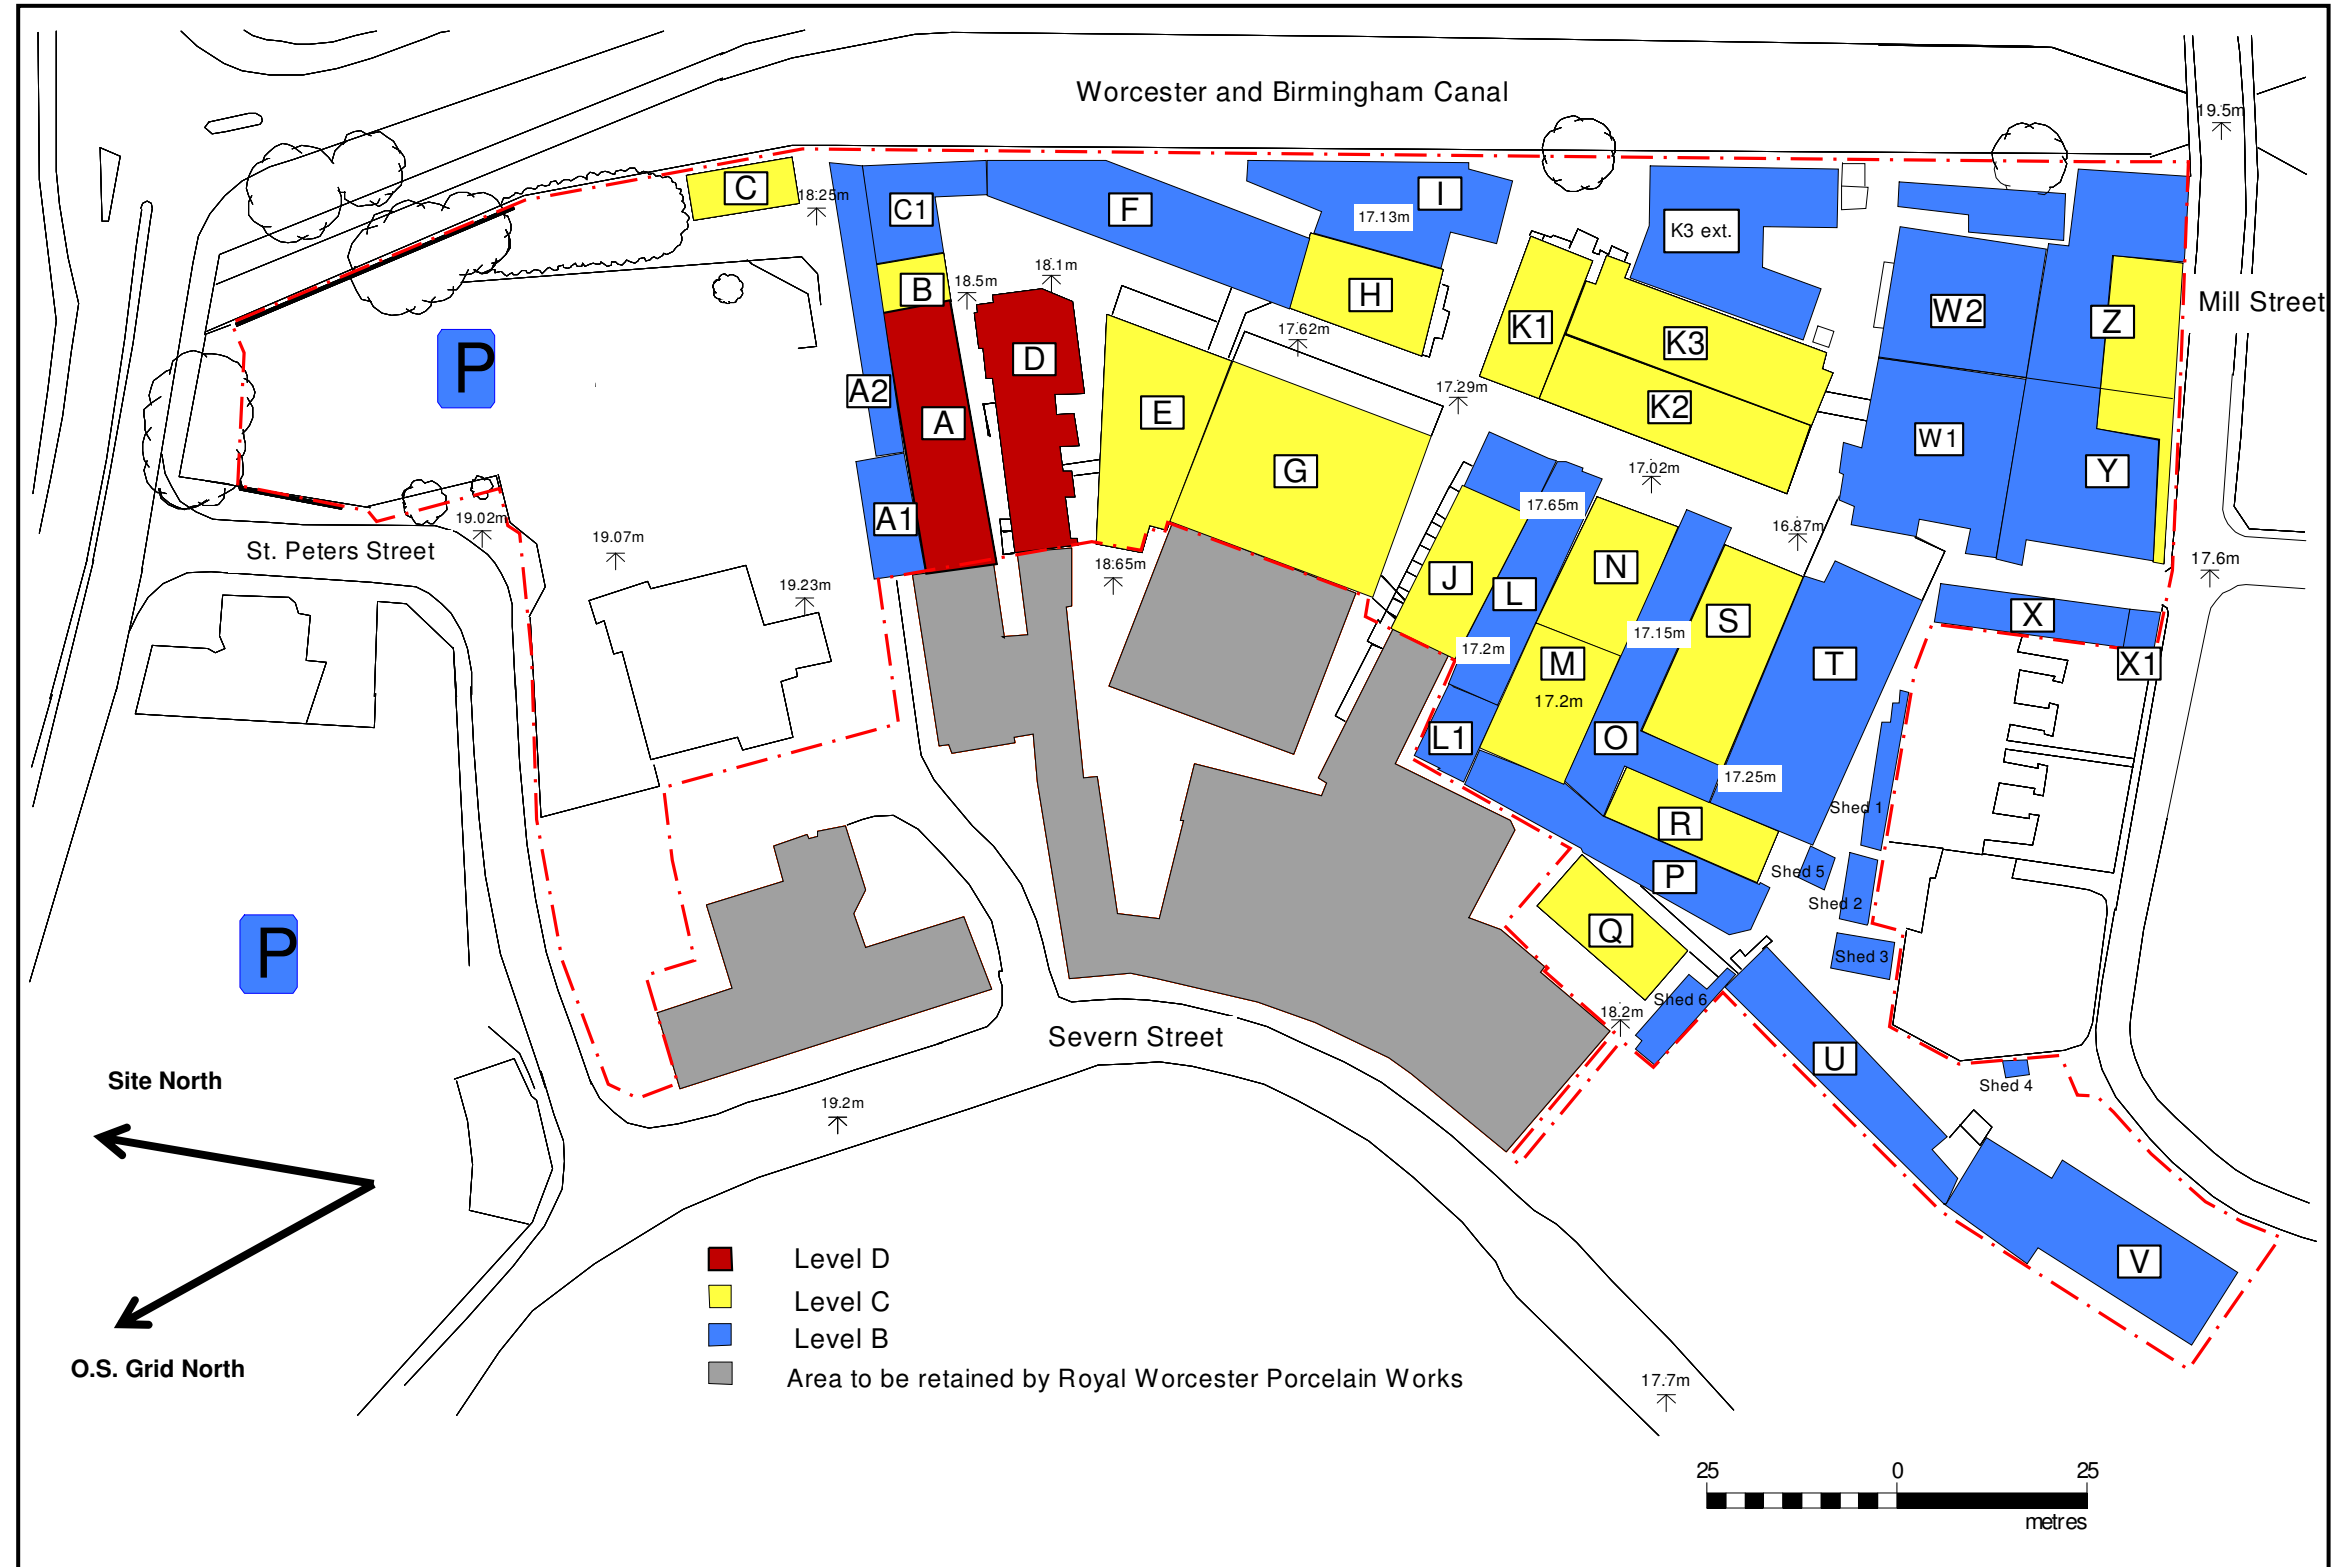 Worcester and Birmingham Canal
19.5m
C
18.25m
C1
F
I
17.13m
K3 ext.
B
18.5m
18.1m
H
Mill Street
P
A2
A
D
17.62m
K1
K3
W2
Z
E
G
17.29m
K2
W1
Y
A1
17.02m
17.65m
16.87m
St. Peters Street
19.02m
19.07m
19.23m
18.65m
J
L
N
S
17.15m
17.2m
M
17.2m
T
X
X1
17.6m
L1
O
17.25m
Shed 1
R
P
Shed 5
Shed 2
Q
Shed 3
Shed 6
18.2m
P
Severn Street
U
Shed 4
Site North
19.2m
V
O.S. Grid North
Level D
Level C
Level B
Area to be retained by Royal Worcester Porcelain Works
17.7m
25 0 25
metres